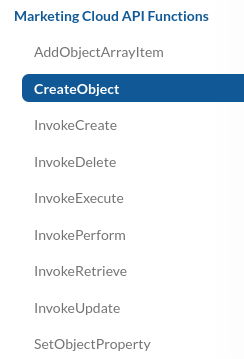 Marketing Cloud API Functions
AddObjectArrayItem
CreateObject
InvokeCreate
InvokeDelete
InvokeExecute
InvokePerform
InvokeRetrieve
InvokeUpdate
SetObjectProperty